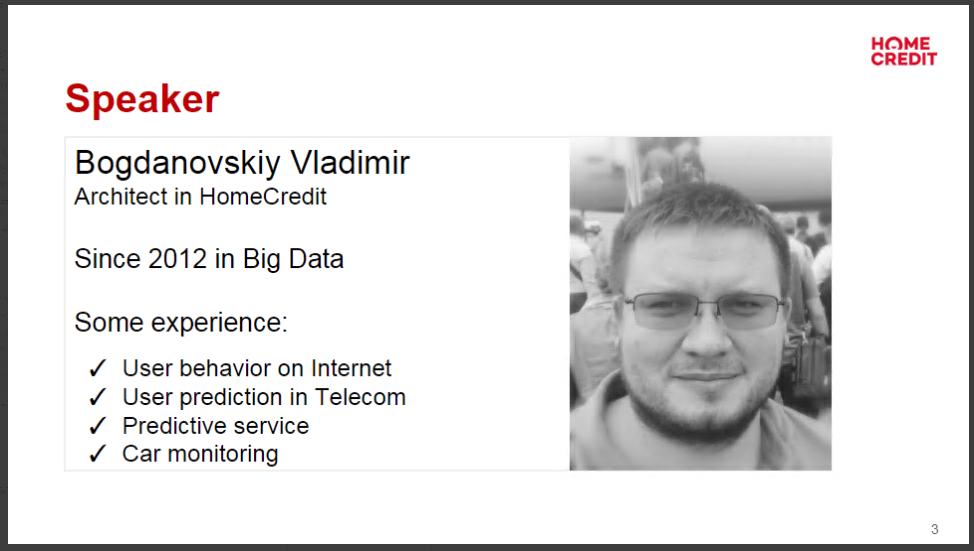 HOME
CREDIT
Speaker
Bogdanovskiy Vladimir
Architect in HomeCredit
Since 2012 in Big Data
Some experience:
✓ User behavior on Internet
✓ User prediction in Telecom
✓ Predictive service
✓ Car monitoring
3